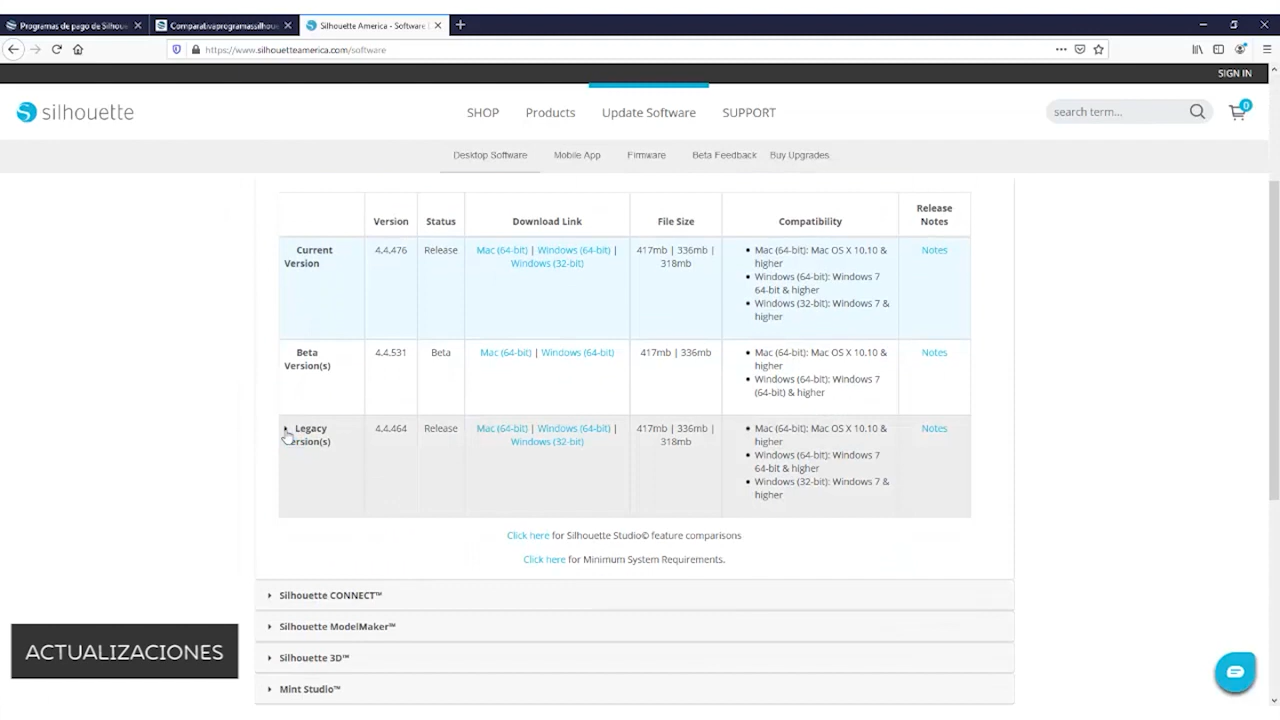 Programas de pago de Silhou
Comparativaprogramassilhou
Silhouette America - Software
https://www.silhouetteamerica.com/software
SIGN IN
silhouette
SHOP
Products
Update Software
SUPPORT
search term...
0
Desktop Software
Mobile App
Firmware
Beta Feedback
Buy Upgrades
Version
Status
Download Link
File Size
Compatibility
Release
Notes
Current
Version
4.4.476
Release
Mac (64-bit) | Windows (64-bit) |
Windows (32-bit)
417mb | 336mb |
318mb
Mac (64-bit): Mac OS X 10.10 &
higher
Windows (64-bit): Windows 7
64-bit & higher
Windows (32-bit): Windows 7 &
higher
Notes
Beta
Version(s)
4.4.531
Beta
Mac (64-bit) | Windows (64-bit)
417mb | 336mb
Mac (64-bit): Mac OS X 10.10 &
higher
Windows (64-bit): Windows 7
(64-bit) & higher
Notes
Legacy
Version(s)
4.4.464
Release
Mac (64-bit) | Windows (64-bit) |
Windows (32-bit)
417mb | 336mb |
318mb
Mac (64-bit): Mac OS X 10.10 &
higher
Windows (64-bit): Windows 7
64-bit & higher
Windows (32-bit): Windows 7 &
higher
Notes
Click here for Silhouette Studio© feature comparisons
Click here for Minimum System Requirements.
Silhouette CONNECT™
Silhouette ModelMaker™
Silhouette 3D™
Mint Studio™
ACTUALIZACIONES